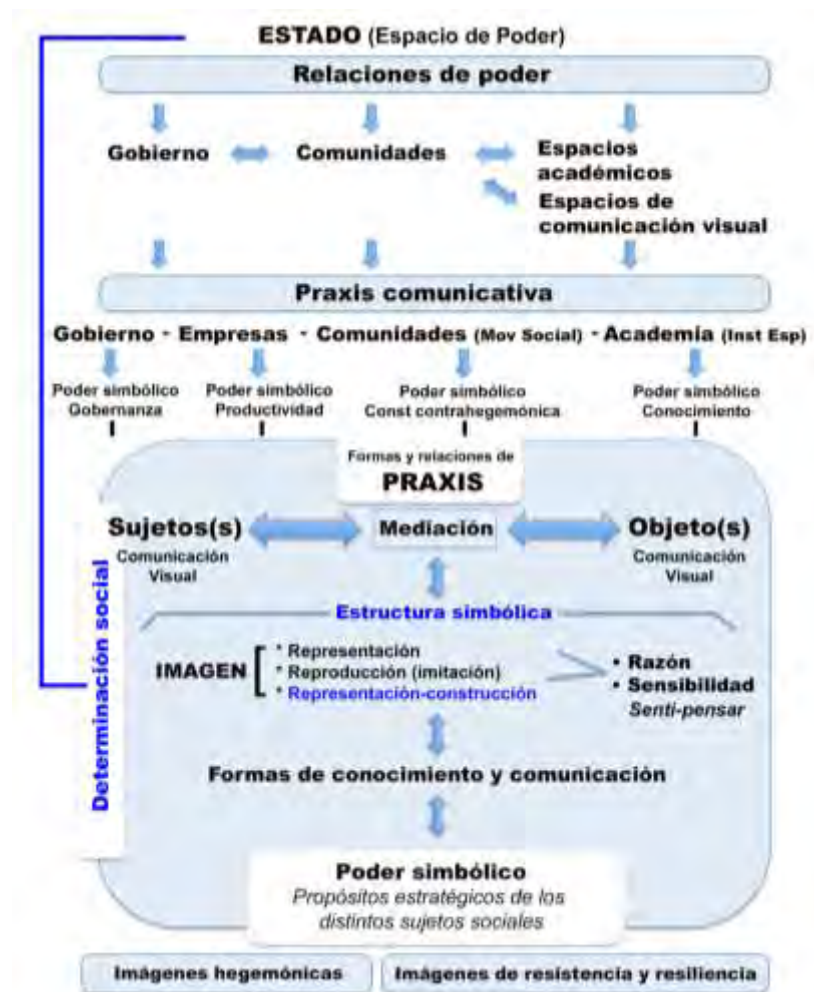 ESTADO (Espacio de Poder)
Relaciones de poder
Gobierno
Comunidades
Espacios
académicos
Espacios de
comunicación visual
Praxis comunicativa
Gobierno - Empresas - Comunidades (Mov Social) - Academia (Inst Esp)
Poder simbólico
Gobernanza
Poder simbólico
Productividad
Poder simbólico
Const contrahegemónica
Poder simbólico
Conocimiento
Formas y relaciones de
PRAXIS
Sujetos(s)
Comunicación
Visual
Mediación
Objeto(s)
Comunicación
Visual
Determinación social
Estructura simbólica
IMAGEN
* Representación
* Reproducción (imitación)
* Representación-construcción
• Razón
• Sensibilidad
Senti-pensar
Formas de conocimiento y comunicación
Poder simbólico
Propósitos estratégicos de los
distintos sujetos sociales
Imágenes hegemónicas
Imágenes de resistencia y resiliencia